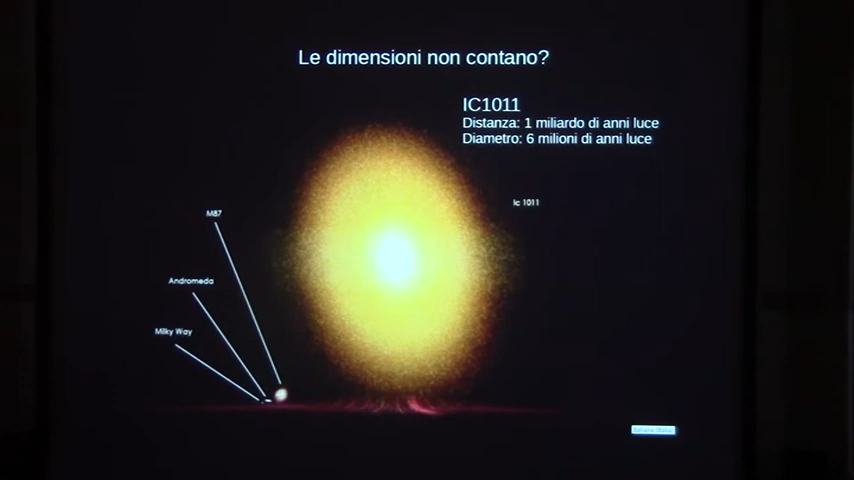 Le dimensioni non contano?
IC1011
Distanza: 1 miliardo di anni luce
Diametro: 6 milioni di anni luce
Ic 1011
M87
Andromeda
Milky Way